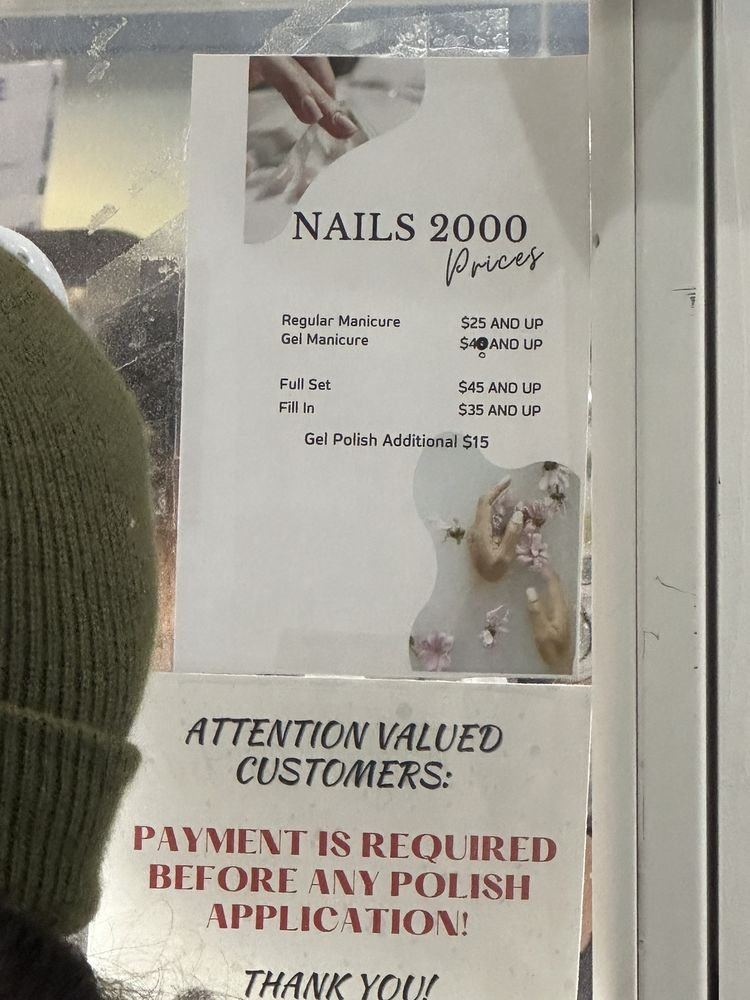 NAILS 2000
Prices
Regular Manicure $25 AND UP
Gel Manicure $40 AND UP
Full Set $45 AND UP
Fill In $35 AND UP
Gel Polish Additional $15
ATTENTION VALUED
CUSTOMERS:
PAYMENT IS REQUIRED
BEFORE ANY POLISH
APPLICATION!
THANK YOU!